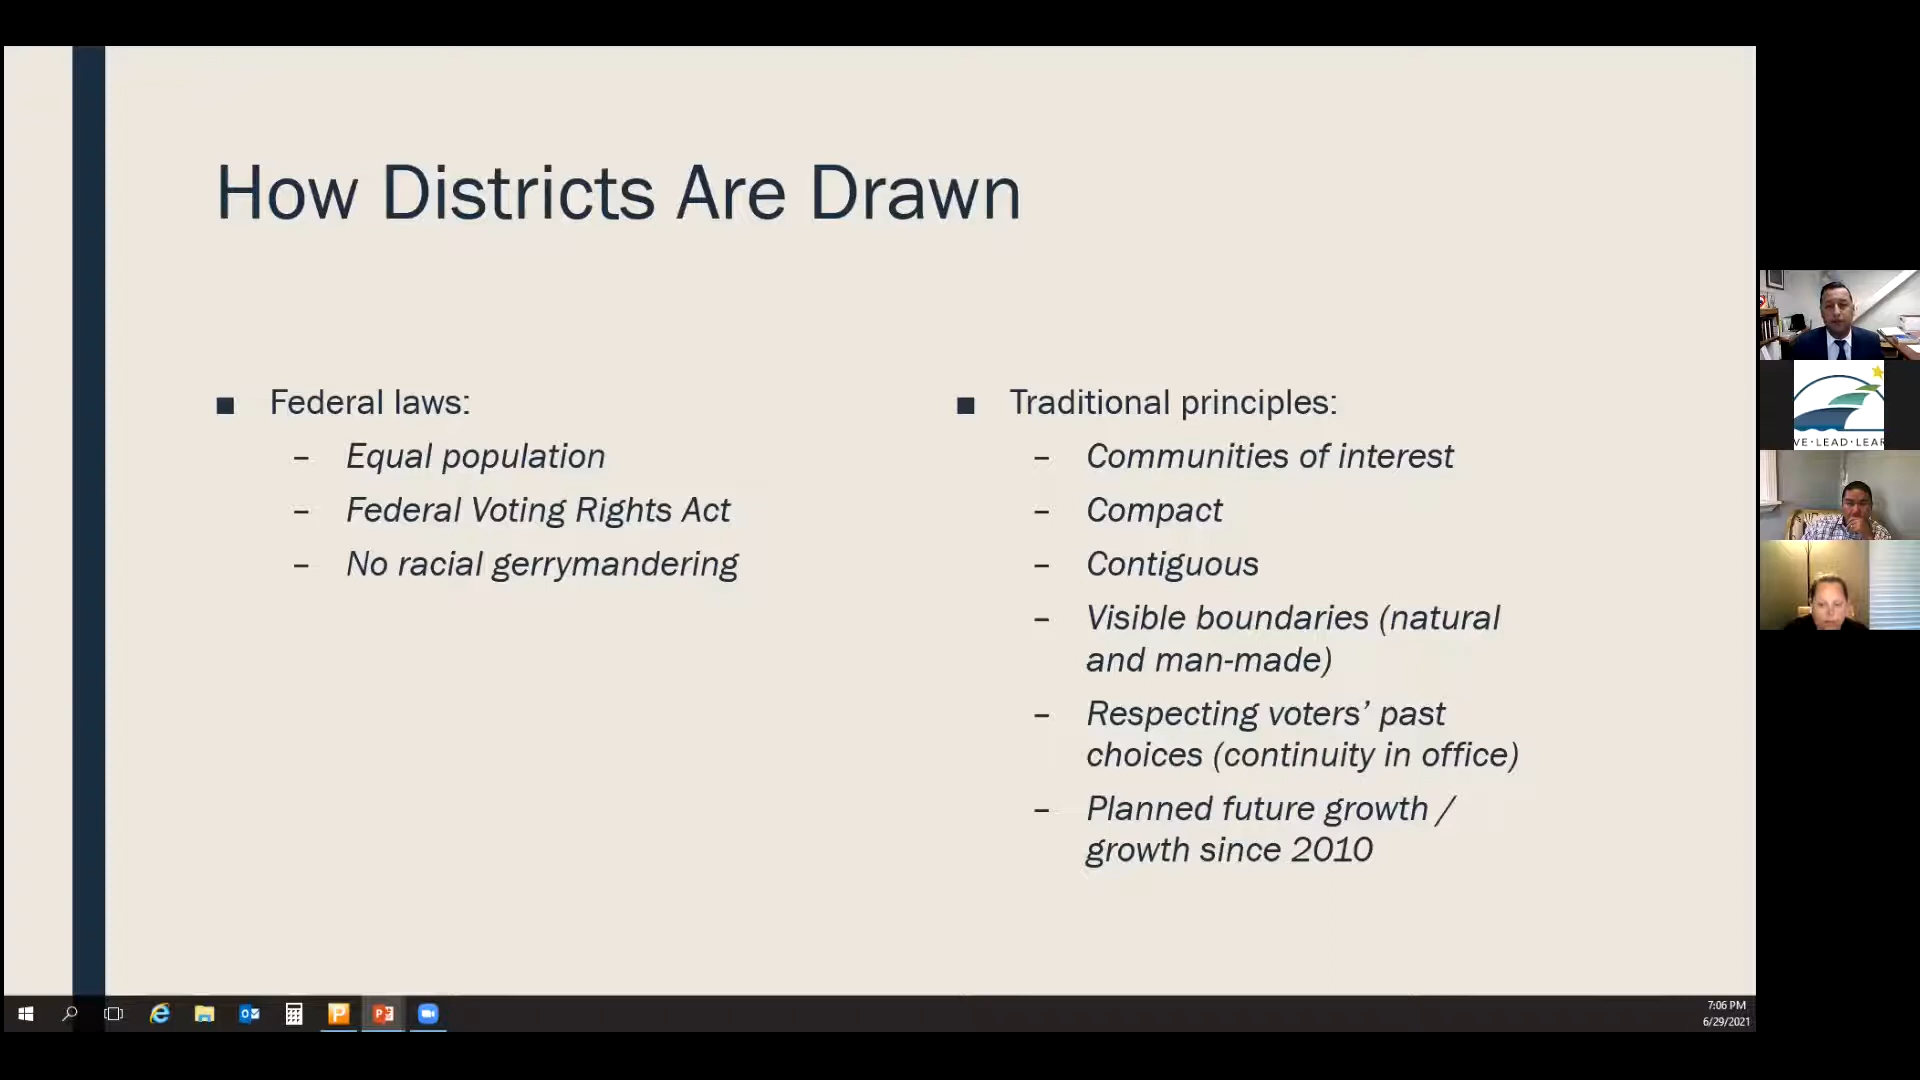 How Districts Are Drawn
■ Federal laws:
– Equal population
– Federal Voting Rights Act
– No racial gerrymandering
■ Traditional principles:
– Communities of interest
– Compact
– Contiguous
– Visible boundaries (natural
and man-made)
– Respecting voters’ past
choices (continuity in office)
– Planned future growth /
growth since 2010
VE·LEAD·LEAR
7:06 PM
6/29/2021